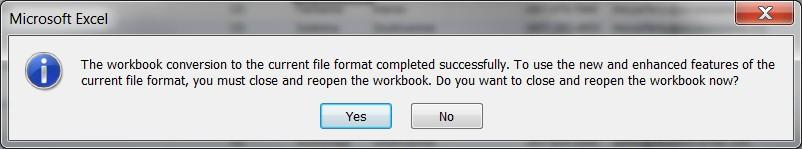 Microsoft Excel
The workbook conversion to the current file format completed successfully. To use the new and enhanced features of the
current file format, you must close and reopen the workbook. Do you want to close and reopen the workbook now?
Yes
No